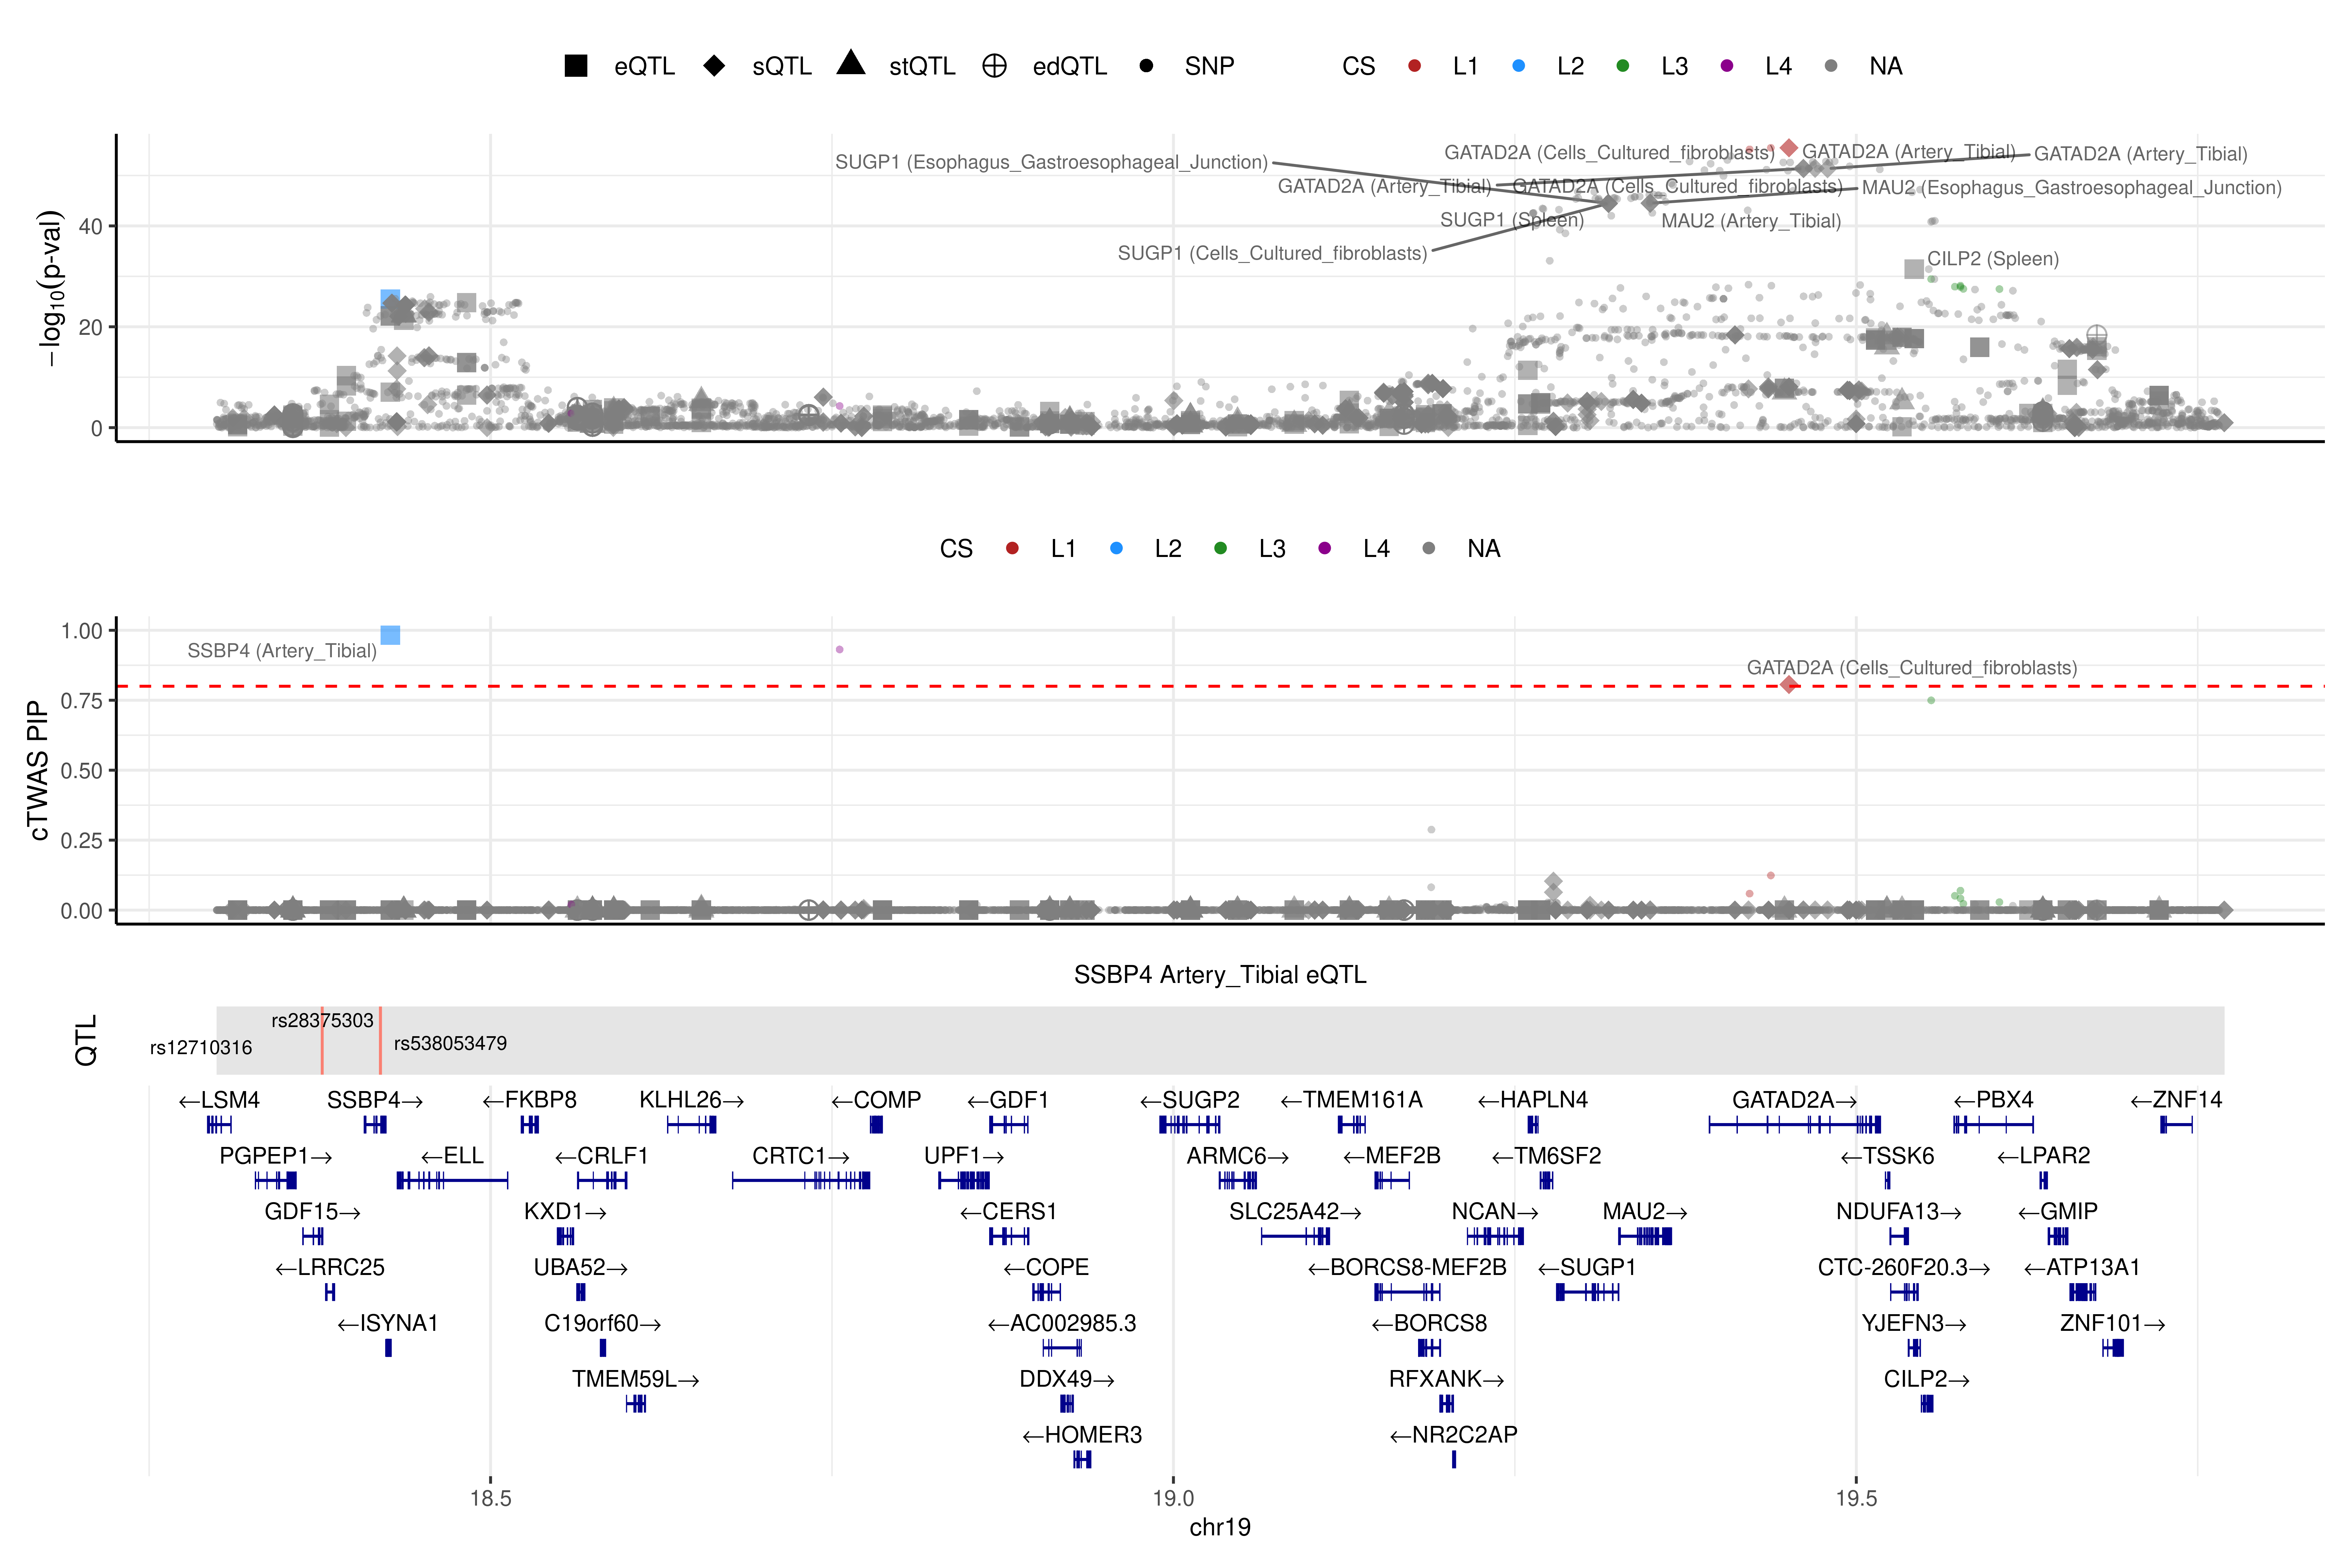 eQTL sQTL stQTL edQTL SNP CS L1 L2 L3 L4 NA
−log10(p-val)
40
20
0
SUGP1 (Esophagus_Gastroesophageal_Junction)
GATAD2A (Cells_Cultured_fibroblasts)
GATAD2A (Artery_Tibial)
GATAD2A (Artery_Tibial)
GATAD2A (Artery_Tibial)
GATAD2A (Cells_Cultured_fibroblasts)
MAU2 (Esophagus_Gastroesophageal_Junction)
SUGP1 (Spleen)
MAU2 (Artery_Tibial)
SUGP1 (Cells_Cultured_fibroblasts)
CILP2 (Spleen)
CS L1 L2 L3 L4 NA
cTWAS PIP
1.00
0.75
0.50
0.25
0.00
SSBP4 (Artery_Tibial)
GATAD2A (Cells_Cultured_fibroblasts)
SSBP4 Artery_Tibial eQTL
QTL
rs28375303
rs12710316
rs538053479
←LSM4 SSBP4→ ←FKBP8 KLHL26→ ←COMP ←GDF1 ←SUGP2 ←TMEM161A ←HAPLN4 GATAD2A→ ←PBX4 ←ZNF14
PGPEP1→ ←ELL ←CRLF1 CRTC1→ UPF1→ ARMC6→ ←MEF2B ←TM6SF2 ←TSSK6 ←LPAR2
GDF15→ KXD1→ ←CERS1 SLC25A42→ NCAN→ MAU2→ NDUFA13→ ←GMIP
←LRRC25 UBA52→ ←COPE ←BORCS8-MEF2B ←SUGP1 CTC-260F20.3→ ←ATP13A1
←ISYNA1 C19orf60→ ←AC002985.3 ←BORCS8 YJEFN3→ ZNF101→
TMEM59L→ DDX49→ RFXANK→ CILP2→
←HOMER3 ←NR2C2AP
18.5 19.0 19.5
chr19